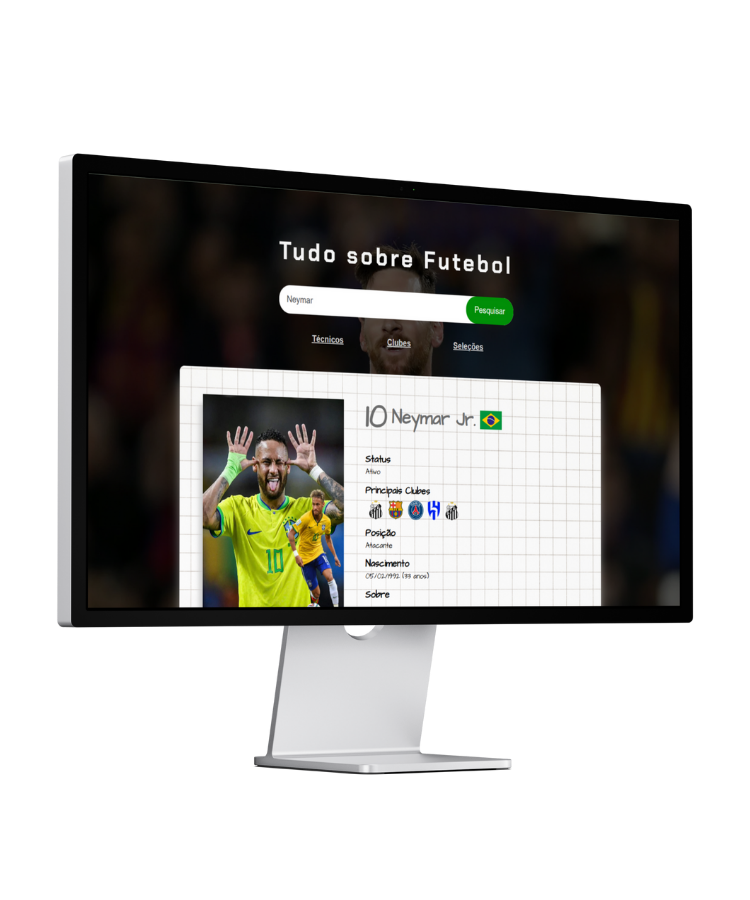 Tudo sobre Futebol
Neymar
Pesquisar
Técnicos Clubes Seleções
10 Neymar Jr.
Status
Ativo
Principais Clubes
Posição
Atacante
Nascimento
05/02/1992 (33 anos)
Sobre
10